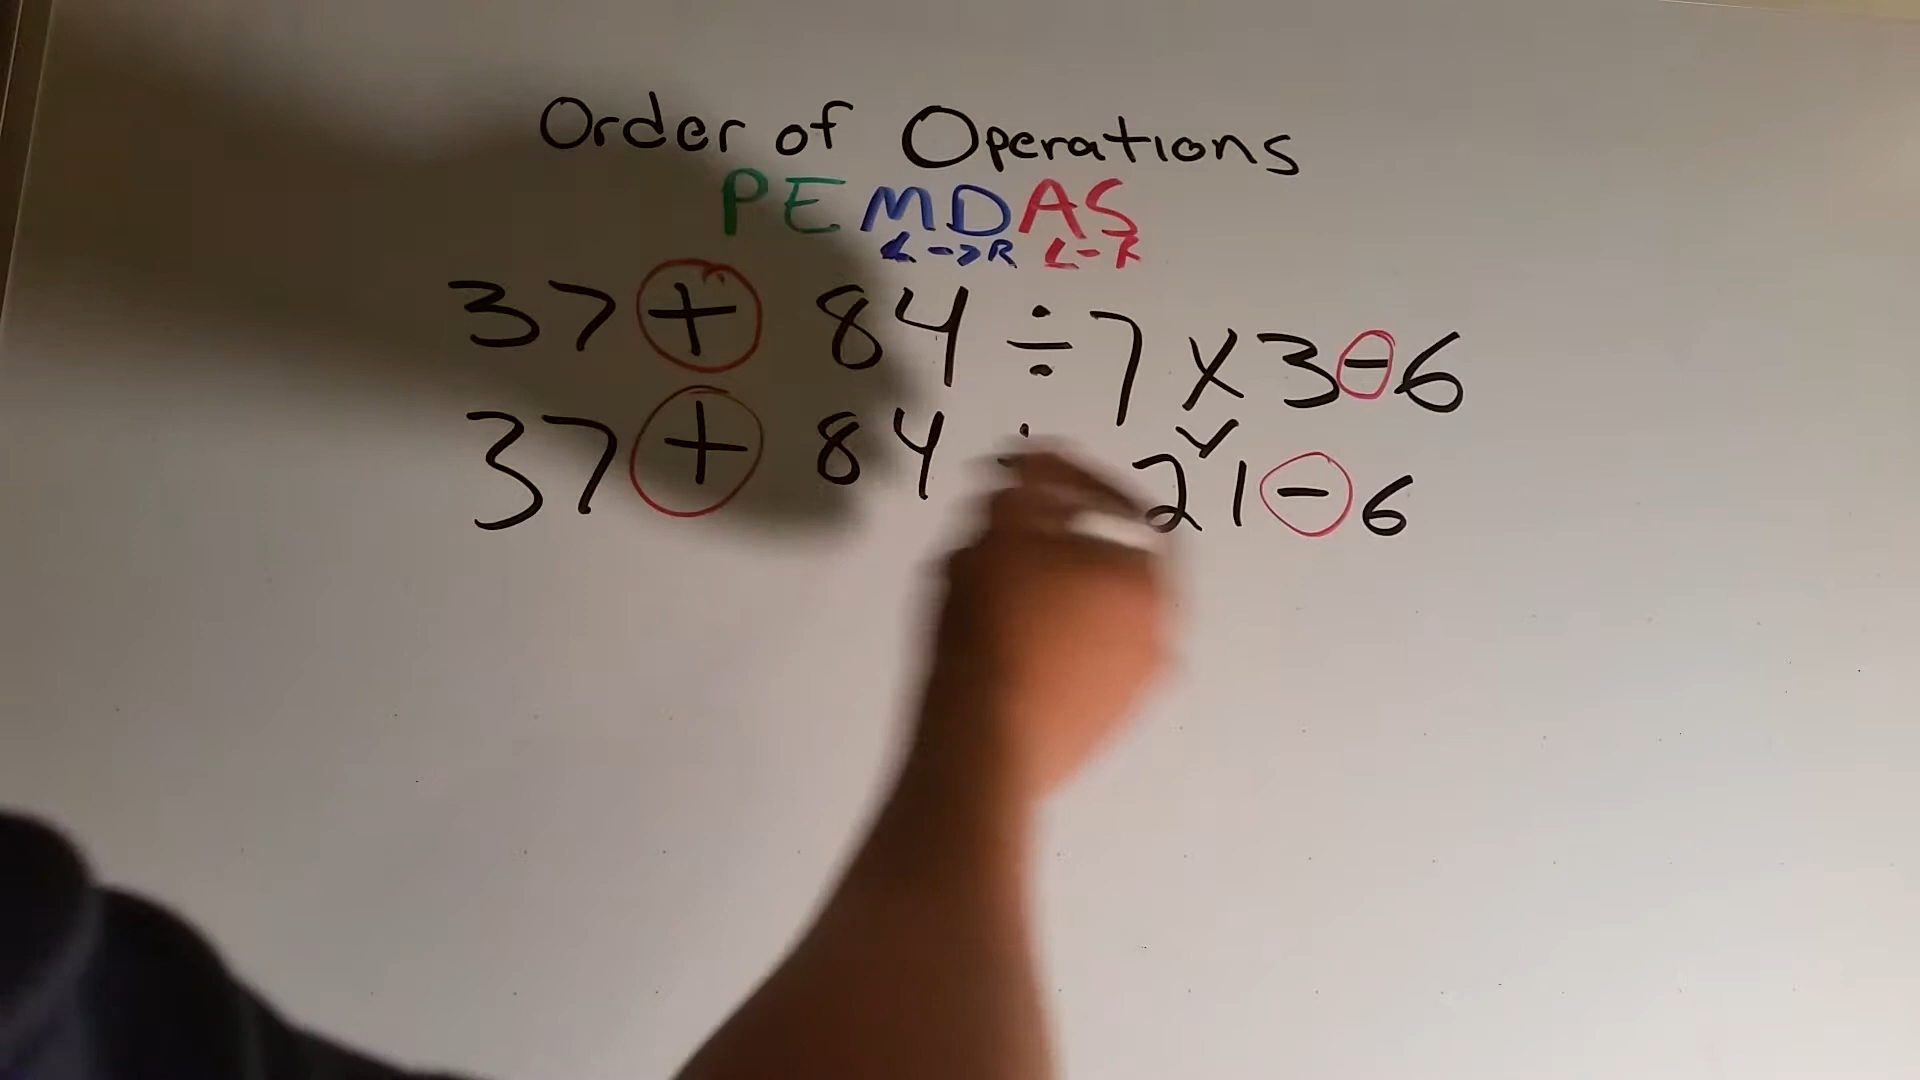 Order of Operations
PEMDAS
L->R L-R
37 + 84 ÷ 7 x 3 - 6
37 + 84 ÷ 21 - 6